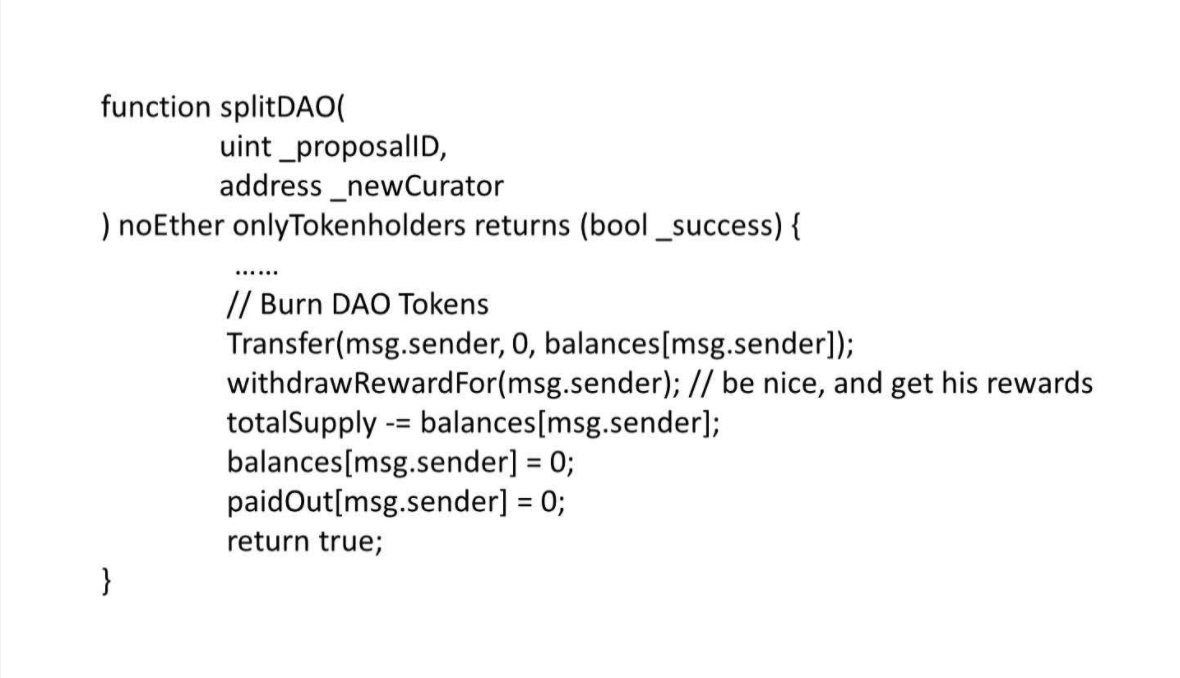 function splitDAO(
uint _proposalID,
address _newCurator
) noEther onlyTokenholders returns (bool _success) {
……
// Burn DAO Tokens
Transfer(msg.sender, 0, balances[msg.sender]);
withdrawRewardFor(msg.sender); // be nice, and get his rewards
totalSupply -= balances[msg.sender];
balances[msg.sender] = 0;
paidOut[msg.sender] = 0;
return true;
}